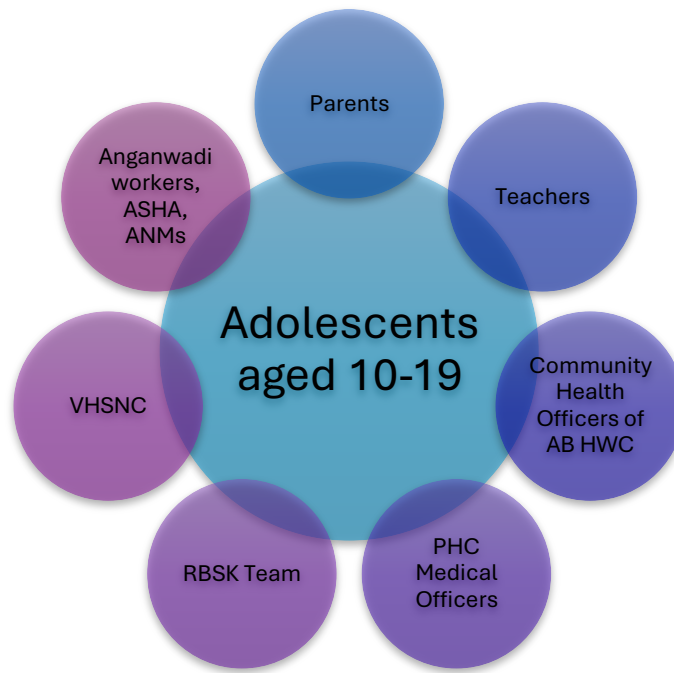 Parents
Teachers
Community
Health
Officers of
AB HWC
PHC
Medical
Officers
RBSK Team
VHSNC
Anganwadi
workers,
ASHA,
ANMs
Adolescents
aged 10-19